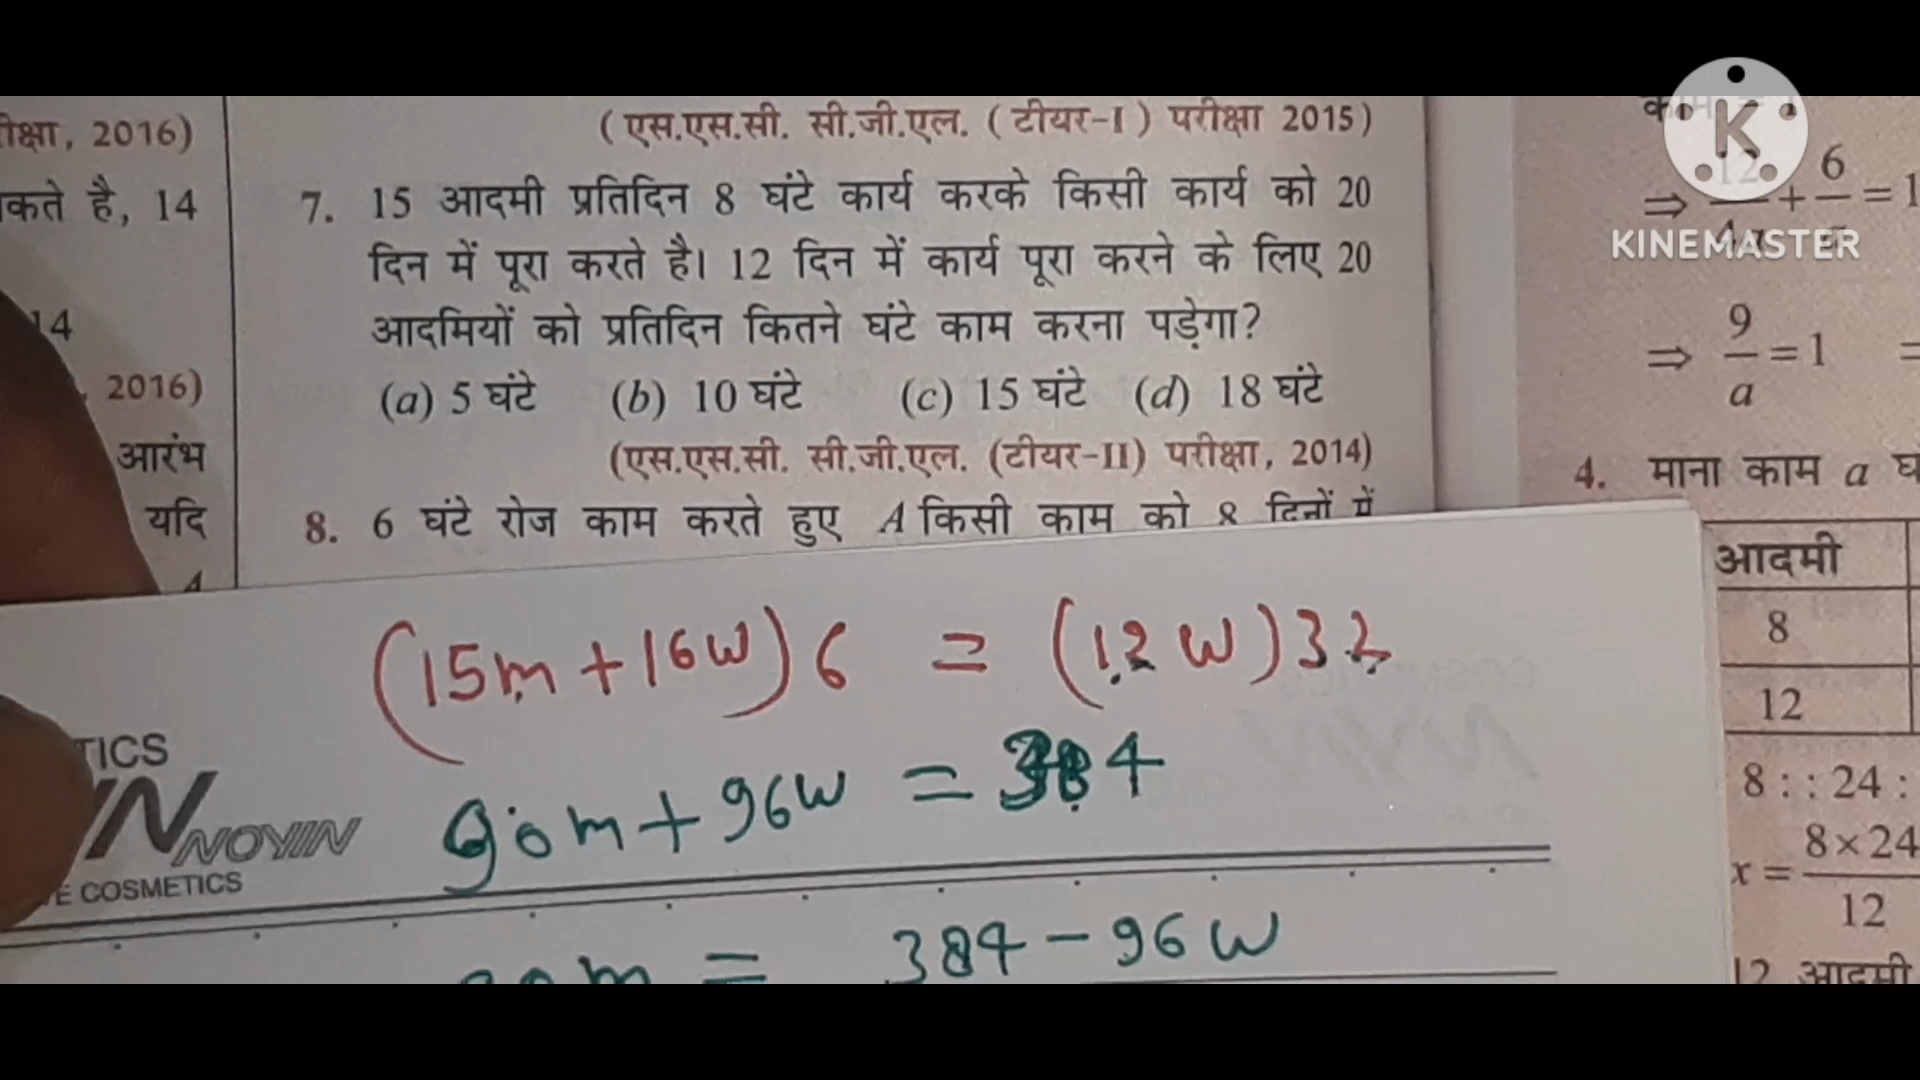 रीक्षा, 2016)
कते है, 14
14
2016)
आरंभ
यदि
A
(एस.एस.सी. सी.जी.एल. (टीयर-I) परीक्षा 2015)
7. 15 आदमी प्रतिदिन 8 घंटे कार्य करके किसी कार्य को 20
दिन में पूरा करते है। 12 दिन में कार्य पूरा करने के लिए 20
आदमियों को प्रतिदिन कितने घंटे काम करना पड़ेगा?
(a) 5 घंटे (b) 10 घंटे (c) 15 घंटे (d) 18 घंटे
(एस.एस.सी. सी.जी.एल. (टीयर-II) परीक्षा, 2014)
8. 6 घंटे रोज काम करते हुए A किसी काम को 8 दिनों में
(15m + 16w) 6 = (12 w) 32
90m + 96w = 384
m = 384 - 96 w
TICS
NOYIN
E COSMETICS
K
KINEMASTER
⇒ 12 + 6 = 1
⇒ 9/a = 1
4. माना काम a घ
आदमी
8
12
8 : : 24 :
x = 8×24/12
12 आदमी